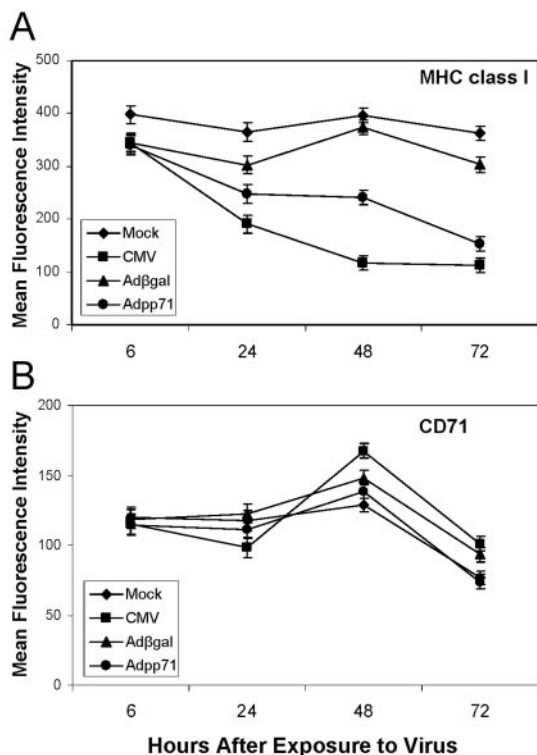 A
MHC class I
Mean Fluorescence Intensity
500
400
300
200
100
0
Mock
CMV
Adβgal
Adpp71
6 24 48 72
B
CD71
Mean Fluorescence Intensity
200
150
100
50
0
Mock
CMV
Adβgal
Adpp71
6 24 48 72
Hours After Exposure to Virus